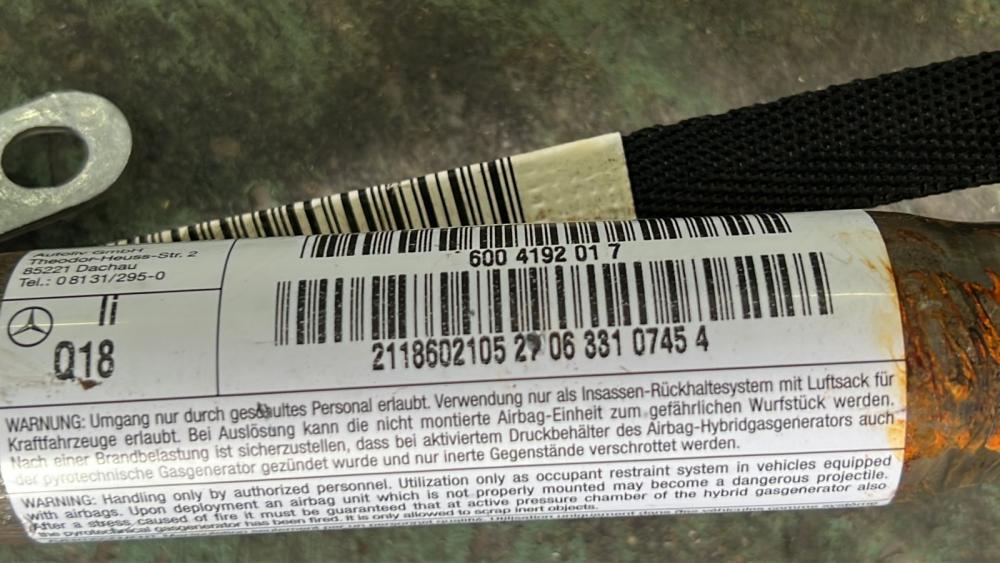 Autoliv GmbH
Theodor-Heuss-Str. 2
85221 Dachau
Tel.: 0 81 31/295-0
li
Q18
600 4192 01 7
2118602105 27 06 331 0745 4
WARNUNG: Umgang nur durch geschultes Personal erlaubt. Verwendung nur als Insassen-Rückhaltesystem mit Luftsack für
Kraftfahrzeuge erlaubt. Bei Auslösung kann die nicht montierte Airbag-Einheit zum gefährlichen Wurfstück werden.
Nach einer Brandbelastung ist sicherzustellen, dass bei aktiviertem Druckbehälter des Airbag-Hybridgasgenerators auch
der pyrotechnische Gasgenerator gezündet wurde und nur inerte Gegenstände verschrottet werden.
WARNING: Handling only by authorized personnel. Utilization only as occupant restraint system in vehicles equipped
with airbags. Upon deployment an airbag unit which is not properly mounted may become a dangerous projectile.
After a stress caused of fire it must be guaranteed that at active pressure chamber of the hybrid gasgenerator also
the pyrotechnical gasgenerator has been fired. It is only allowed to scrap inert objects.